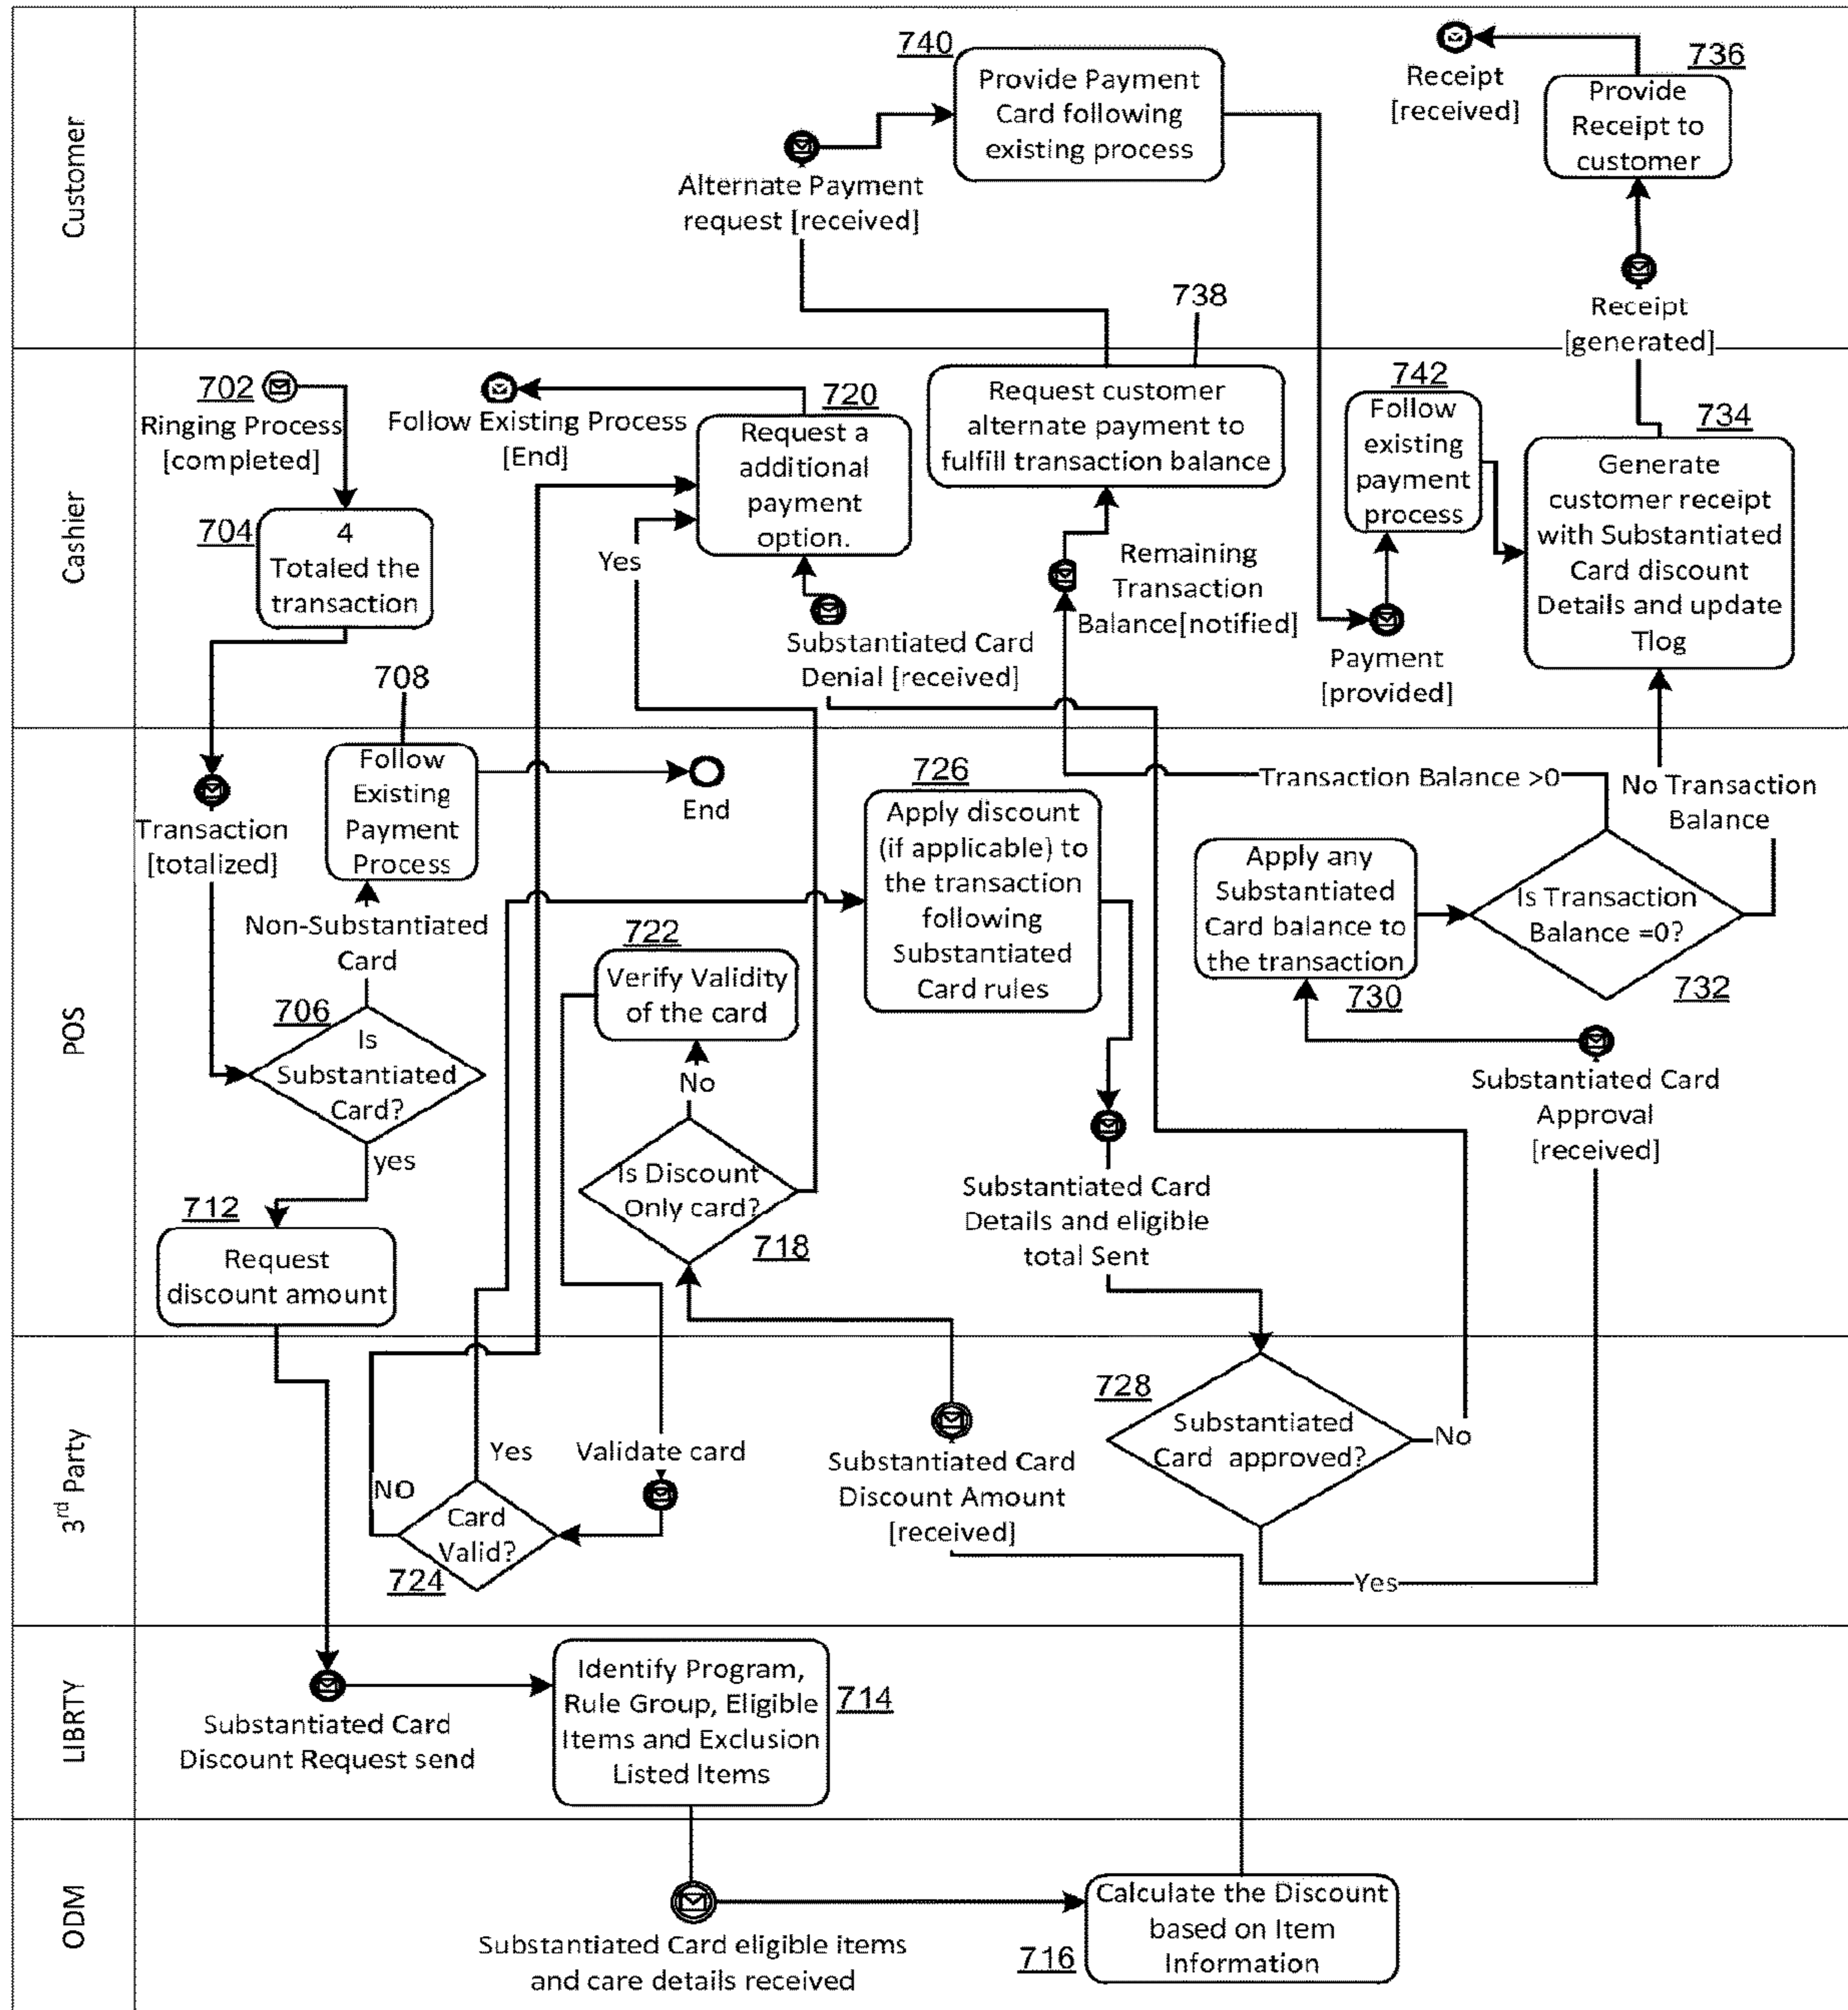 Customer
740
Provide Payment
Card following
existing process
Alternate Payment
request [received]
Receipt
[received]
736
Provide
Receipt to
customer
Receipt
[generated]
738
Cashier
702
Ringing Process
[completed]
704
4
Totaled the
transaction
Follow Existing Process
[End]
720
Request a
additional
payment
option.
Yes
Substantiated Card
Denial [received]
Request customer
alternate payment to
fulfill transaction balance
Remaining
Transaction
Balance[notified]
742
Follow
existing
payment
process
Payment
[provided]
734
Generate
customer receipt
with Substantiated
Card discount
Details and update
Tlog
POS
708
Follow
Existing
Payment
Process
End
Transaction
[totalized]
Non-Substantiated
Card
706
Is
Substantiated
Card?
yes
712
Request
discount amount
722
Verify Validity
of the card
No
Is Discount
Only card?
718
726
Apply discount
(if applicable) to
the transaction
following
Substantiated
Card rules
Substantiated Card
Details and eligible
total Sent
Transaction Balance >0
No Transaction
Balance
Apply any
Substantiated
Card balance to
the transaction
730
Is Transaction
Balance =0?
732
Substantiated Card
Approval
[received]
3rd Party
NO
Yes
Card
Valid?
724
Validate card
Substantiated Card
Discount Amount
[received]
728
Substantiated
Card approved?
No
Yes
LIBRTY
Substantiated Card
Discount Request send
Identify Program,
Rule Group, Eligible
Items and Exclusion
Listed Items
714
ODM
Substantiated Card eligible items
and care details received
716
Calculate the Discount
based on Item
Information